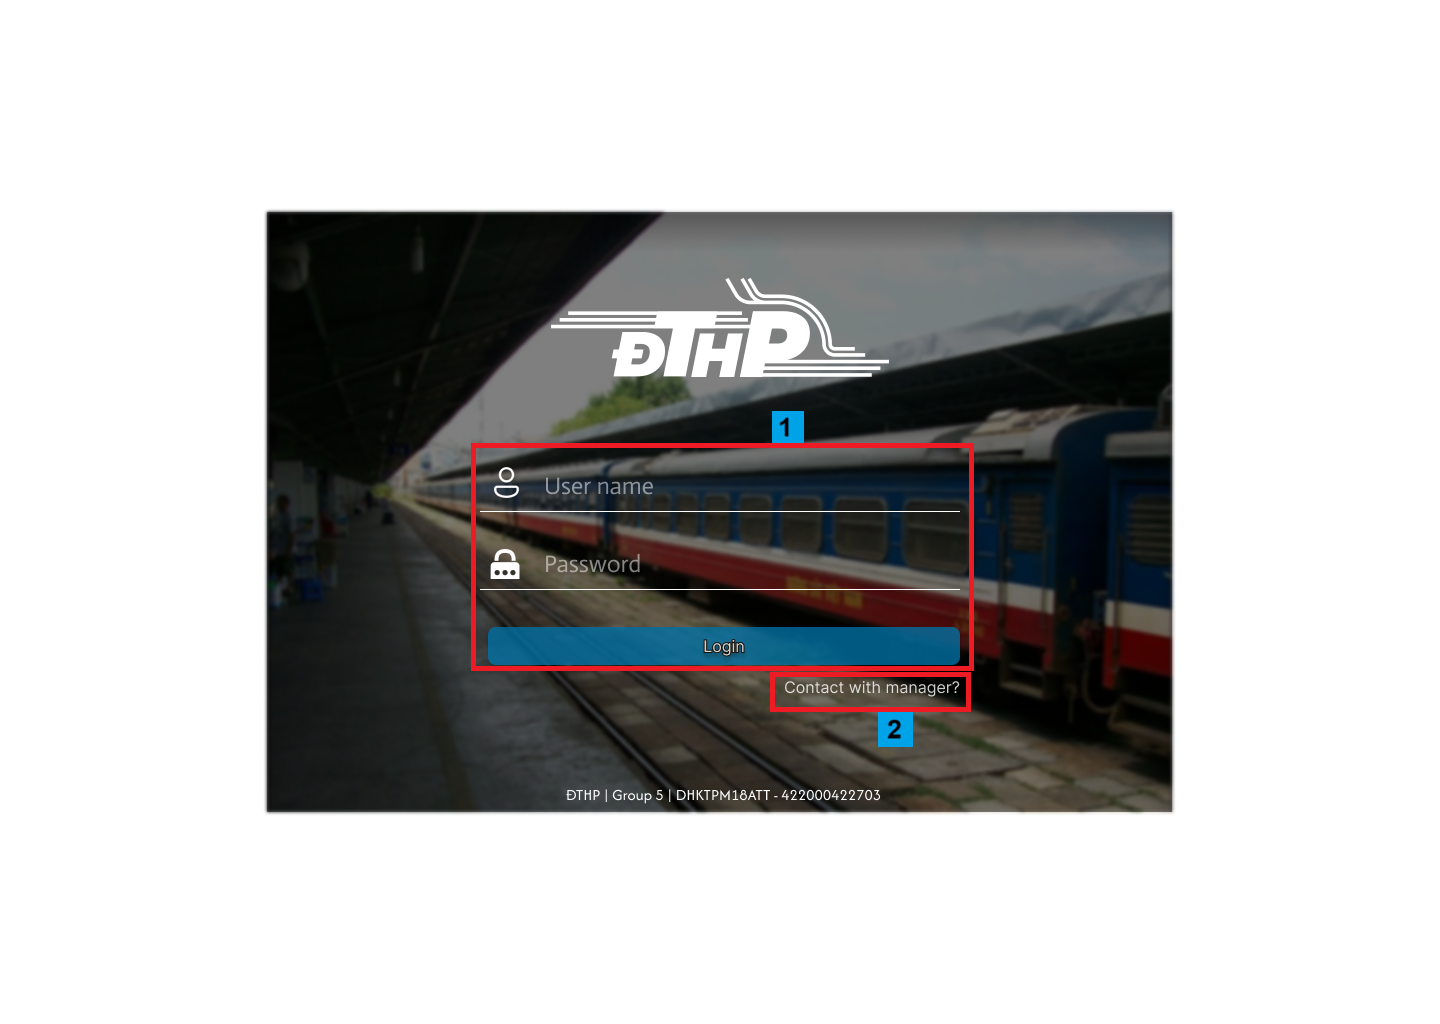 ĐTHP
1
User name
Password
Login
Contact with manager?
2
ĐTHP | Group 5 | DHKTPM18ATT - 422000422703